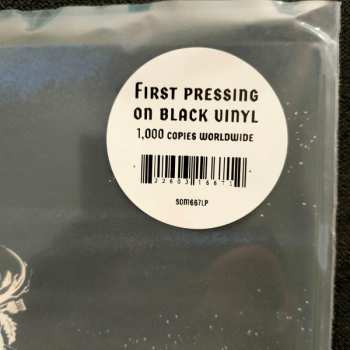 FIRST PRESSING
ON BLACK VINYL
1,000 COPIES WORLDWIDE
SOM667LP